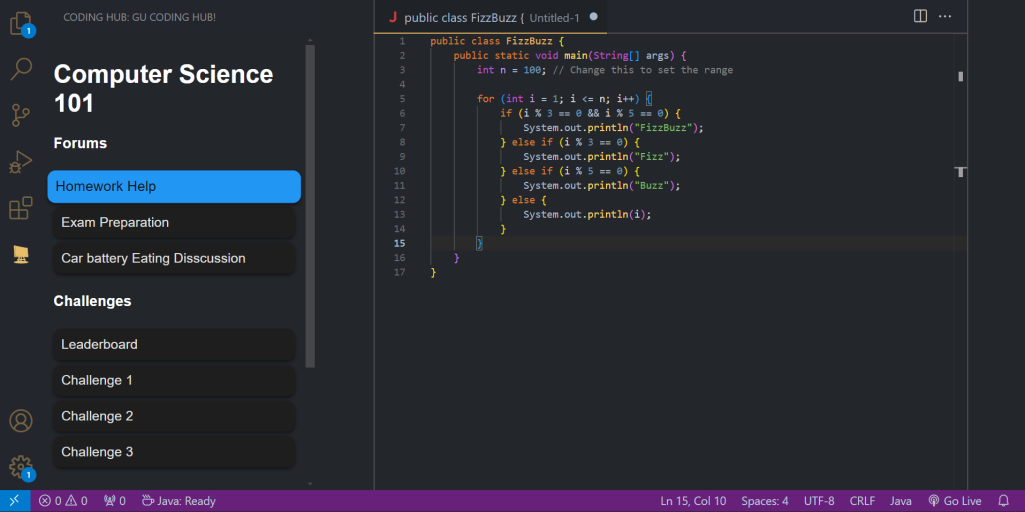 CODING HUB: GU CODING HUB!
Computer Science
101
Forums
Homework Help
Exam Preparation
Car battery Eating Disscussion
Challenges
Leaderboard
Challenge 1
Challenge 2
Challenge 3
1
1
J public class FizzBuzz { Untitled-1
1 public class FizzBuzz {
2 public static void main(String[] args) {
3 int n = 100; // Change this to set the range
4
5 for (int i = 1; i <= n; i++) {
6 if (i % 3 == 0 && i % 5 == 0) {
7 System.out.println("FizzBuzz");
8 } else if (i % 3 == 0) {
9 System.out.println("Fizz");
10 } else if (i % 5 == 0) {
11 System.out.println("Buzz");
12 } else {
13 System.out.println(i);
14 }
15 }
16 }
17 }
0 0 0 Java: Ready Ln 15, Col 10 Spaces: 4 UTF-8 CRLF Java Go Live